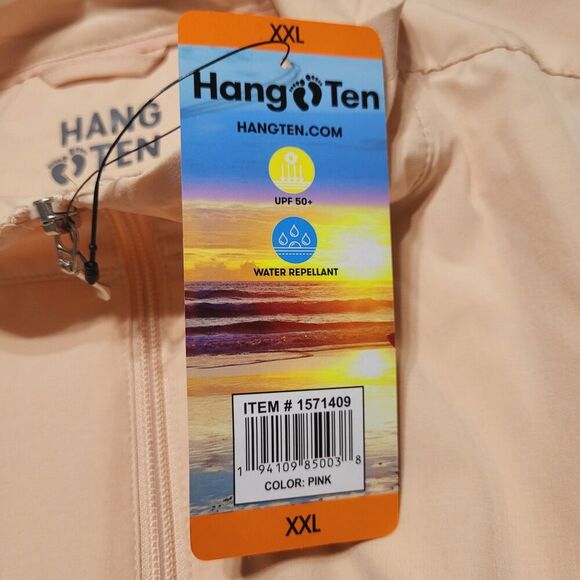 XXL
Hang Ten
HANGTEN.COM
UPF 50+
WATER REPELLANT
ITEM # 1571409
1 94109 85003 8
COLOR: PINK
XXL
HANG
TEN